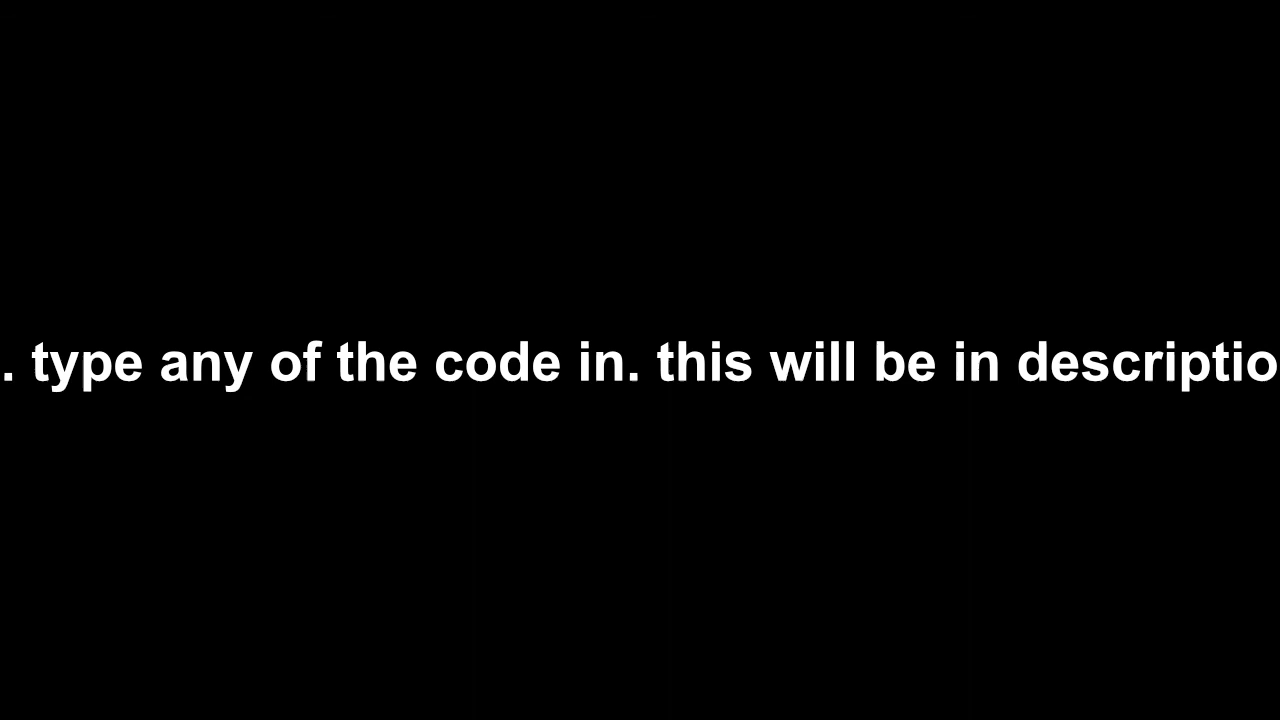 . type any of the code in. this will be in descriptio